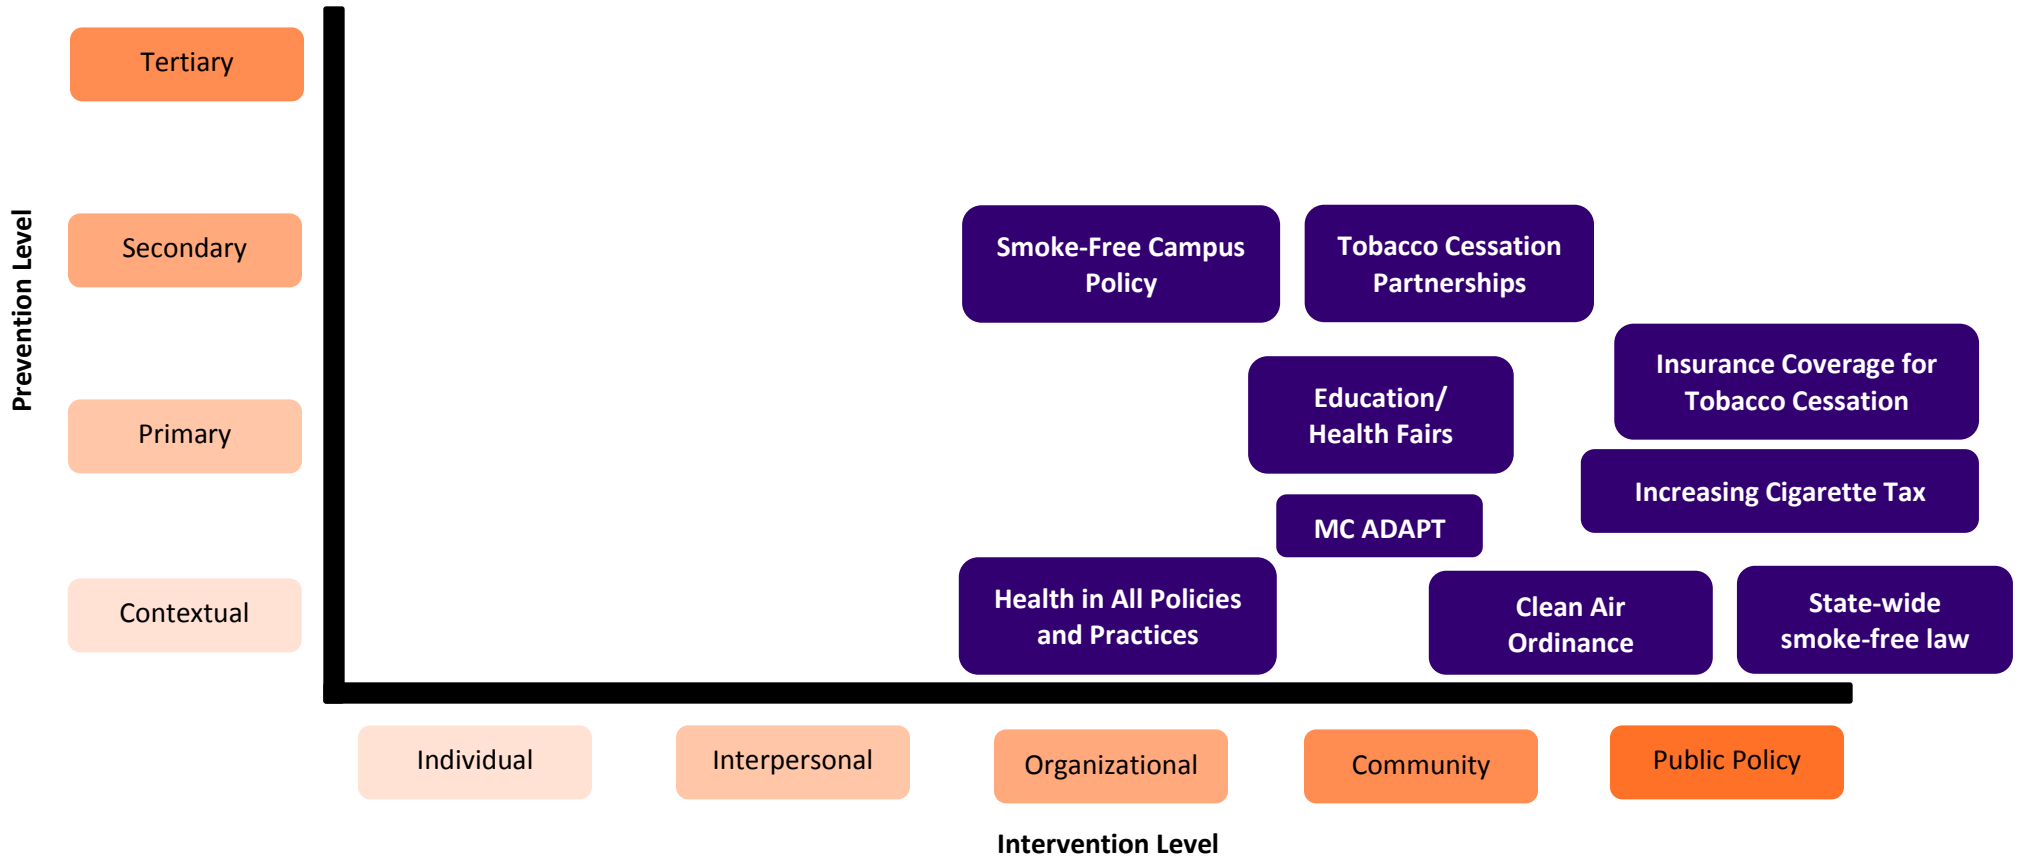 Tertiary
Prevention Level
Secondary
Smoke-Free Campus
Policy
Tobacco Cessation
Partnerships
Insurance Coverage for
Tobacco Cessation
Primary
Education/
Health Fairs
Increasing Cigarette Tax
MC ADAPT
Contextual
Health in All Policies
and Practices
Clean Air
Ordinance
State-wide
smoke-free law
Individual
Interpersonal
Organizational
Community
Public Policy
Intervention Level